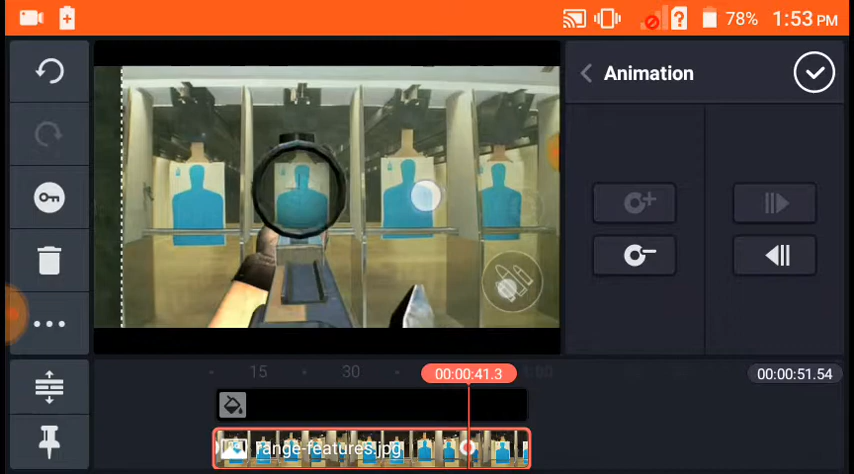 78% 1:53 PM
Animation
15 30 00:00:41.3 00:00:51.54
range-features.jpg